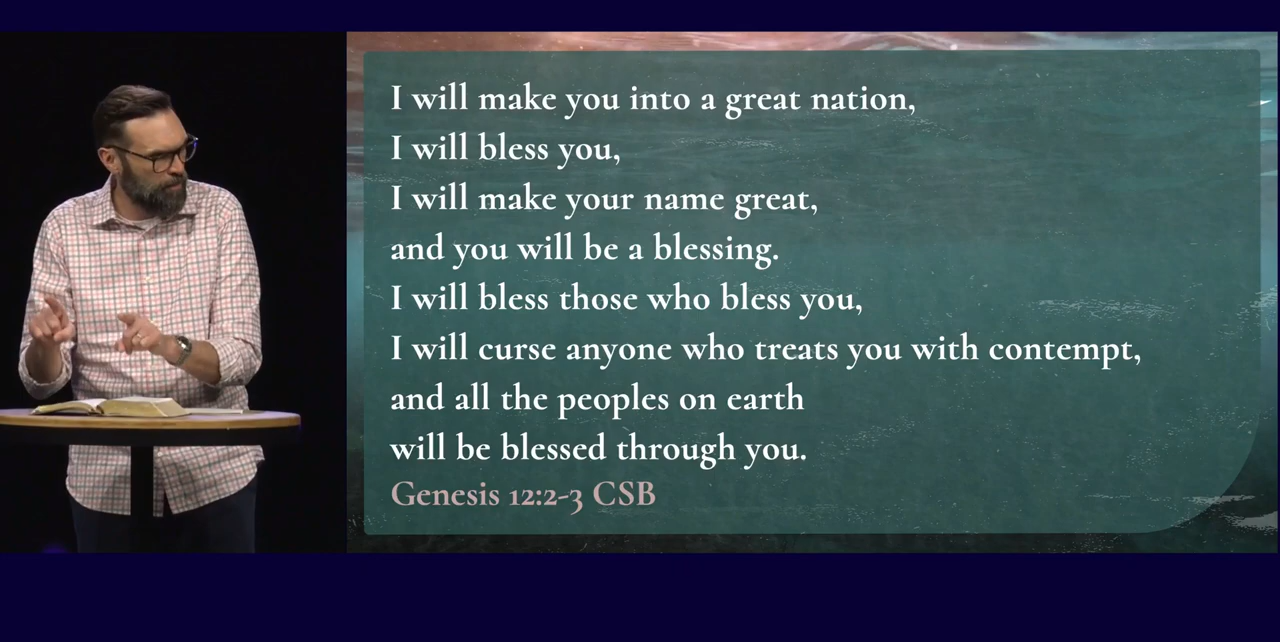 I will make you into a great nation,
I will bless you,
I will make your name great,
and you will be a blessing.
I will bless those who bless you,
I will curse anyone who treats you with contempt,
and all the peoples on earth
will be blessed through you.
Genesis 12:2-3 CSB